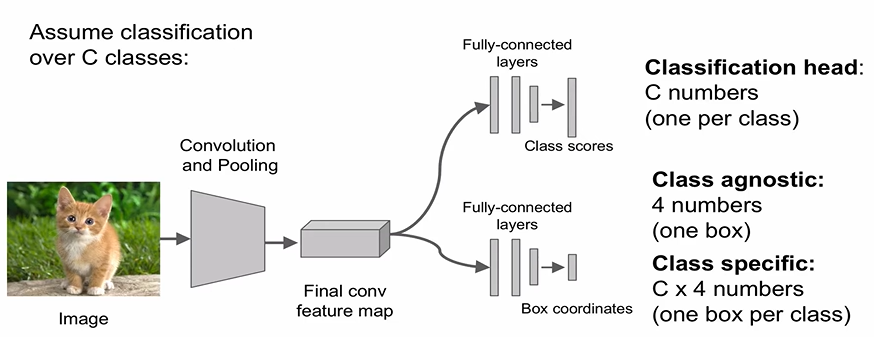 Assume classification
over C classes:
Convolution
and Pooling
Image
Final conv
feature map
Fully-connected
layers
Class scores
Fully-connected
layers
Box coordinates
Classification head:
C numbers
(one per class)
Class agnostic:
4 numbers
(one box)
Class specific:
C x 4 numbers
(one box per class)